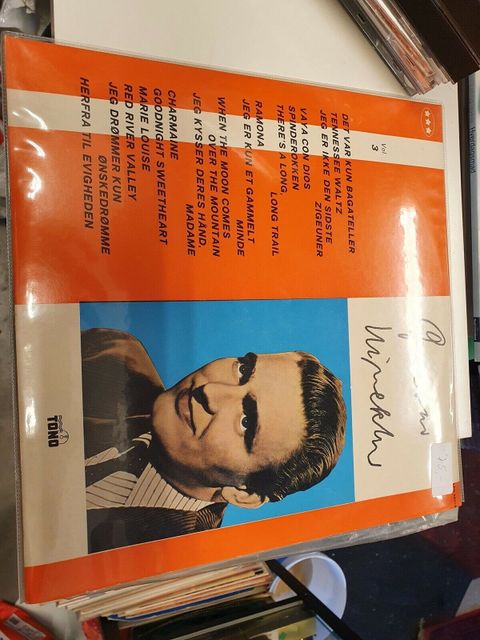 Vol.
3
DET VAR KUN BAGATELLER
TENNESSEE WALTZ
JEG ER IKKE DEN SIDSTE
ZIGEUNER
VAYA CON DIOS
SPINDEROKKEN
THERE'S A LONG,
LONG TRAIL
RAMONA
JEG ER KUN ET GAMMELT
MINDE
WHEN THE MOON COMES
OVER THE MOUNTAIN
JEG KYSSER DERES HÅND,
MADAME
CHARMAINE
GOODNIGHT SWEETHEART
MARIE LOUISE
RED RIVER VALLEY
JEG DRØMMER KUN
ØNSKEDRØMME
HERFRA TIL EVIGHEDEN
TONO